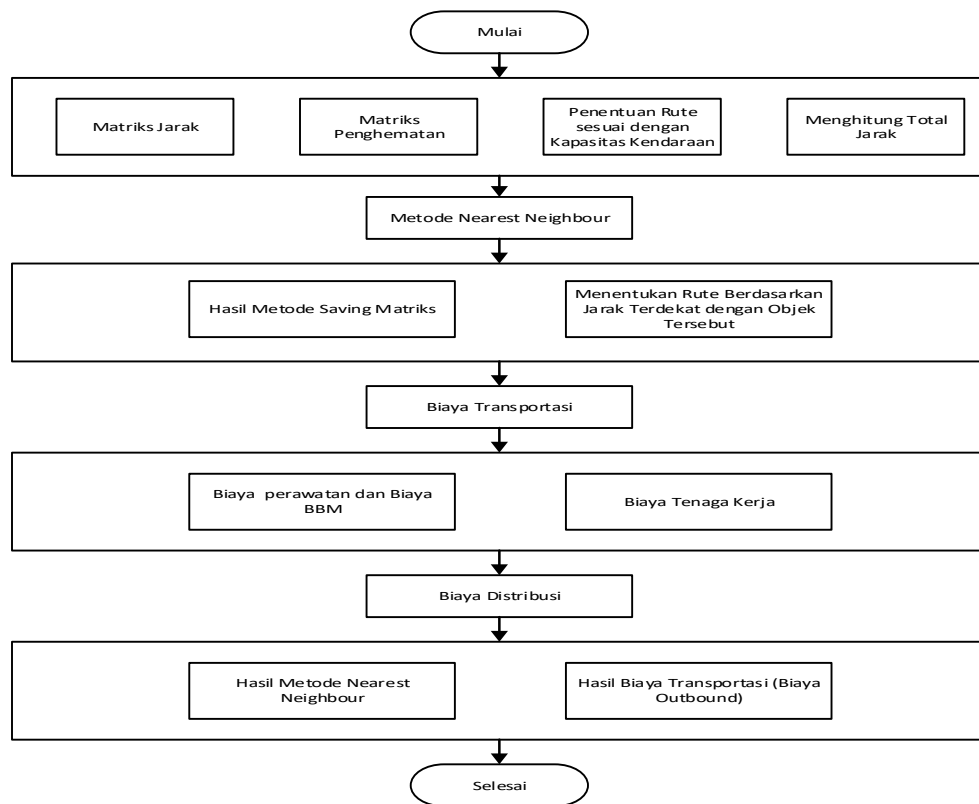 Mulai
Matriks Jarak
Matriks
Penghematan
Penentuan Rute
sesuai dengan
Kapasitas Kendaraan
Menghitung Total
Jarak
Metode Nearest Neighbour
Hasil Metode Saving Matriks
Menentukan Rute Berdasarkan
Jarak Terdekat dengan Objek
Tersebut
Biaya Transportasi
Biaya perawatan dan Biaya
BBM
Biaya Tenaga Kerja
Biaya Distribusi
Hasil Metode Nearest
Neighbour
Hasil Biaya Transportasi (Biaya
Outbound)
Selesai